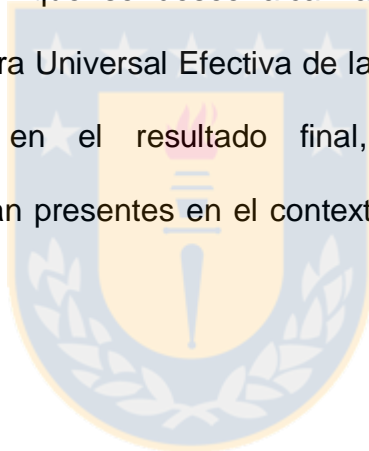 ra Universal Efectiva de la
en el resultado final,
an presentes en el context